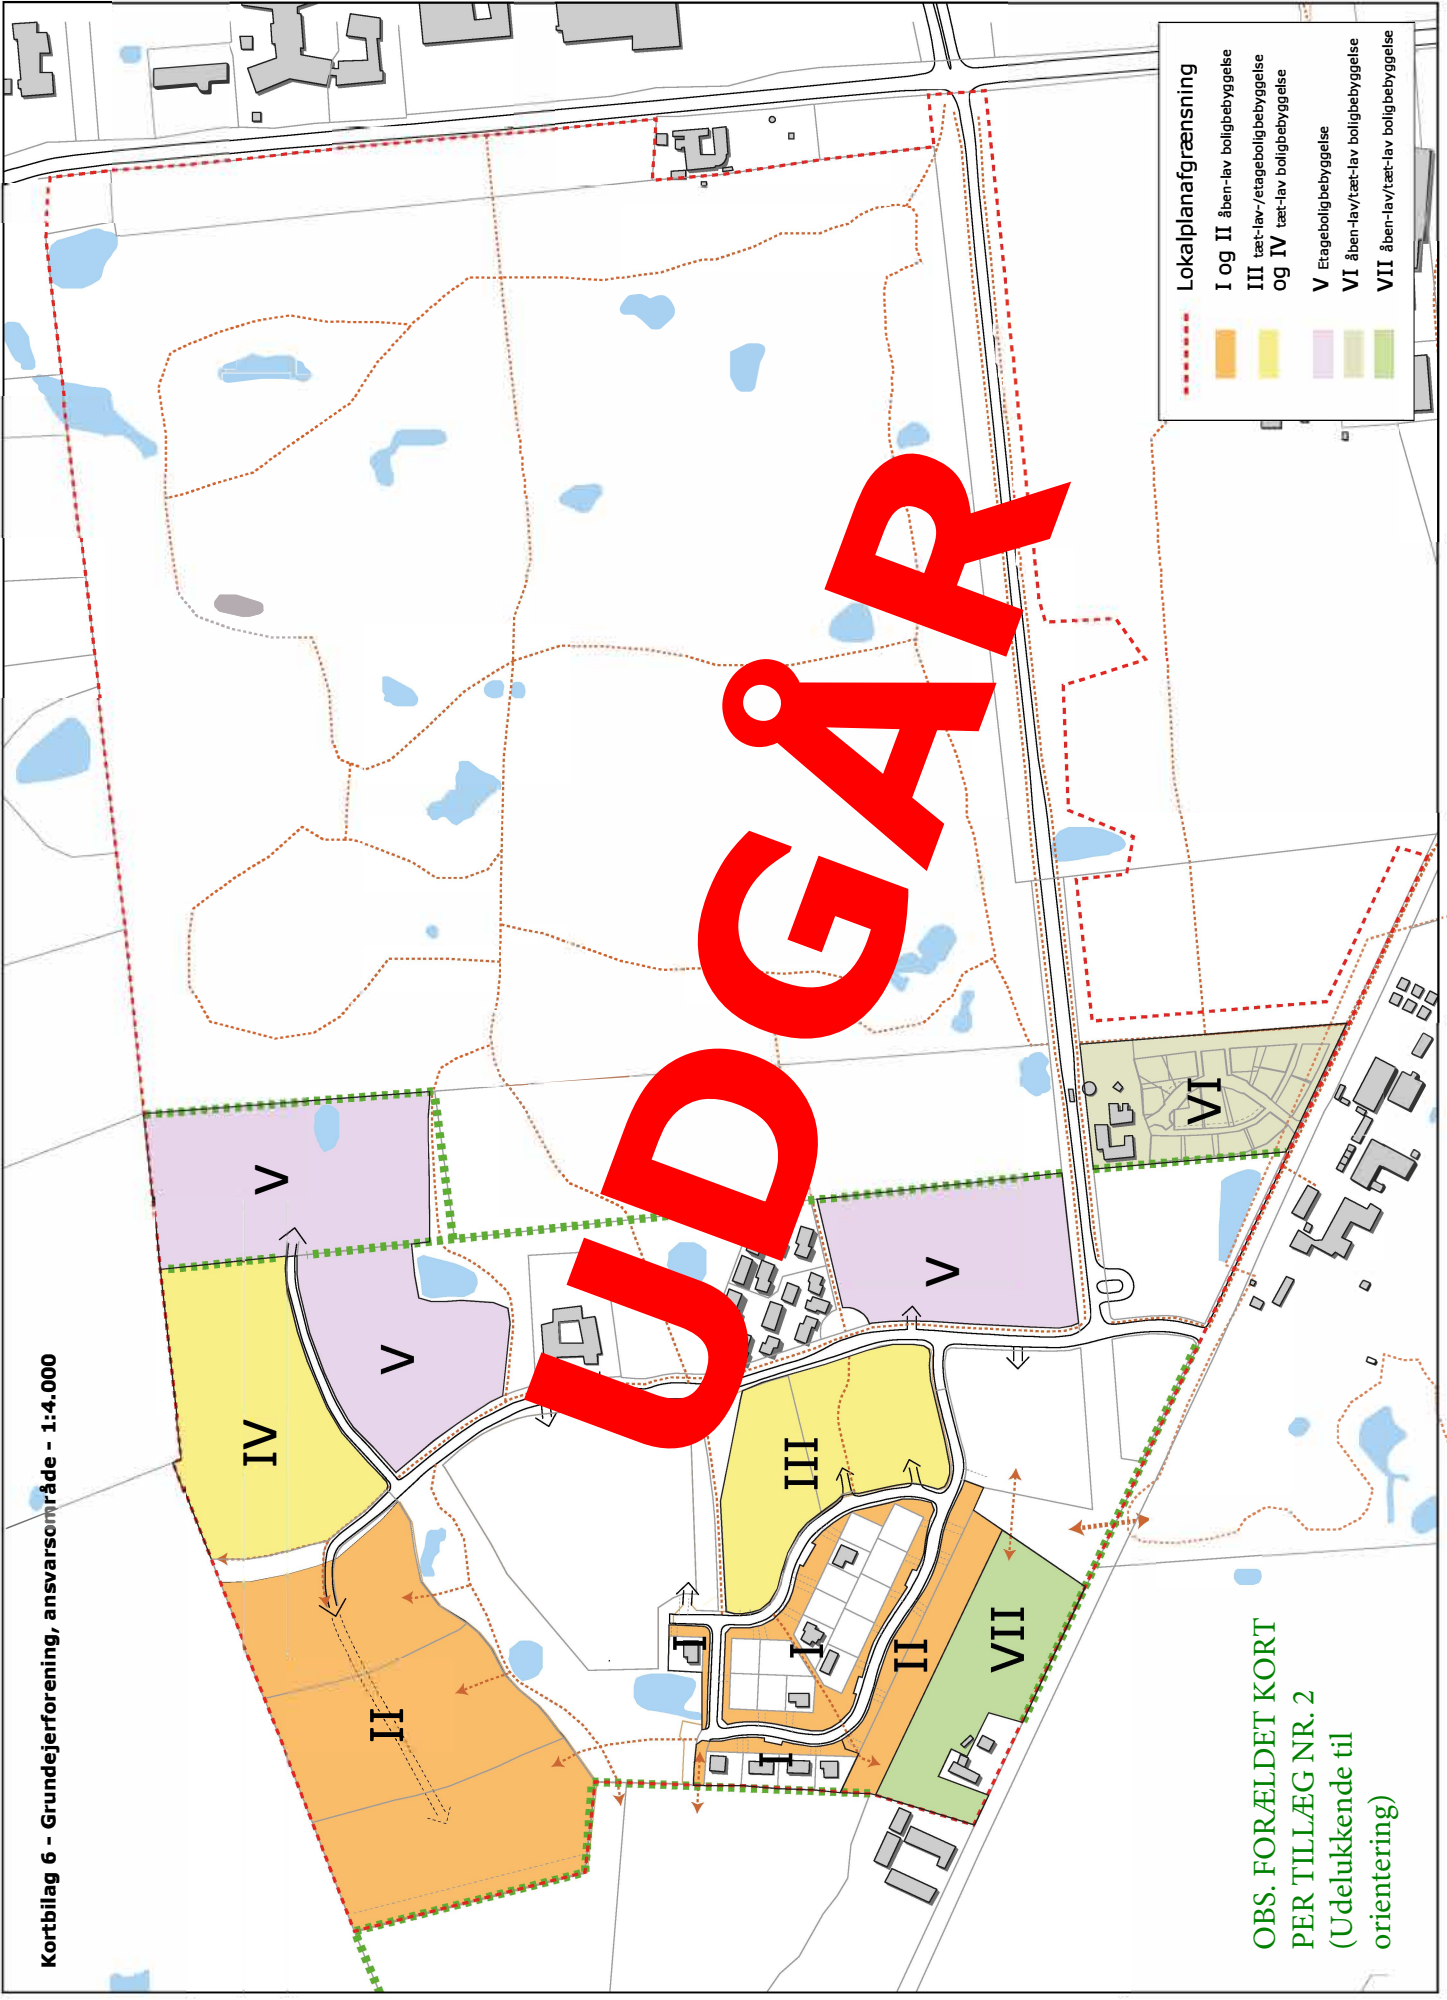 Kortbilag 6 - Grundejerforening, ansvarsområde - 1:4.000
UDGÅR
IV
V
V
II
III
V
I
I
I
II
VII
VI
Lokalplanafgrænsning
I og II åben-lav boligbebyggelse
III tæt-lav-/etageboligbebyggelse
og IV tæt-lav boligbebyggelse
V Etageboligbebyggelse
VI åben-lav/tæt-lav boligbebyggelse
VII åben-lav/tæt-lav boligbebyggelse
OBS. FORÆLDET KORT
PER TILLÆG NR. 2
(Udelukkende til
orientering)